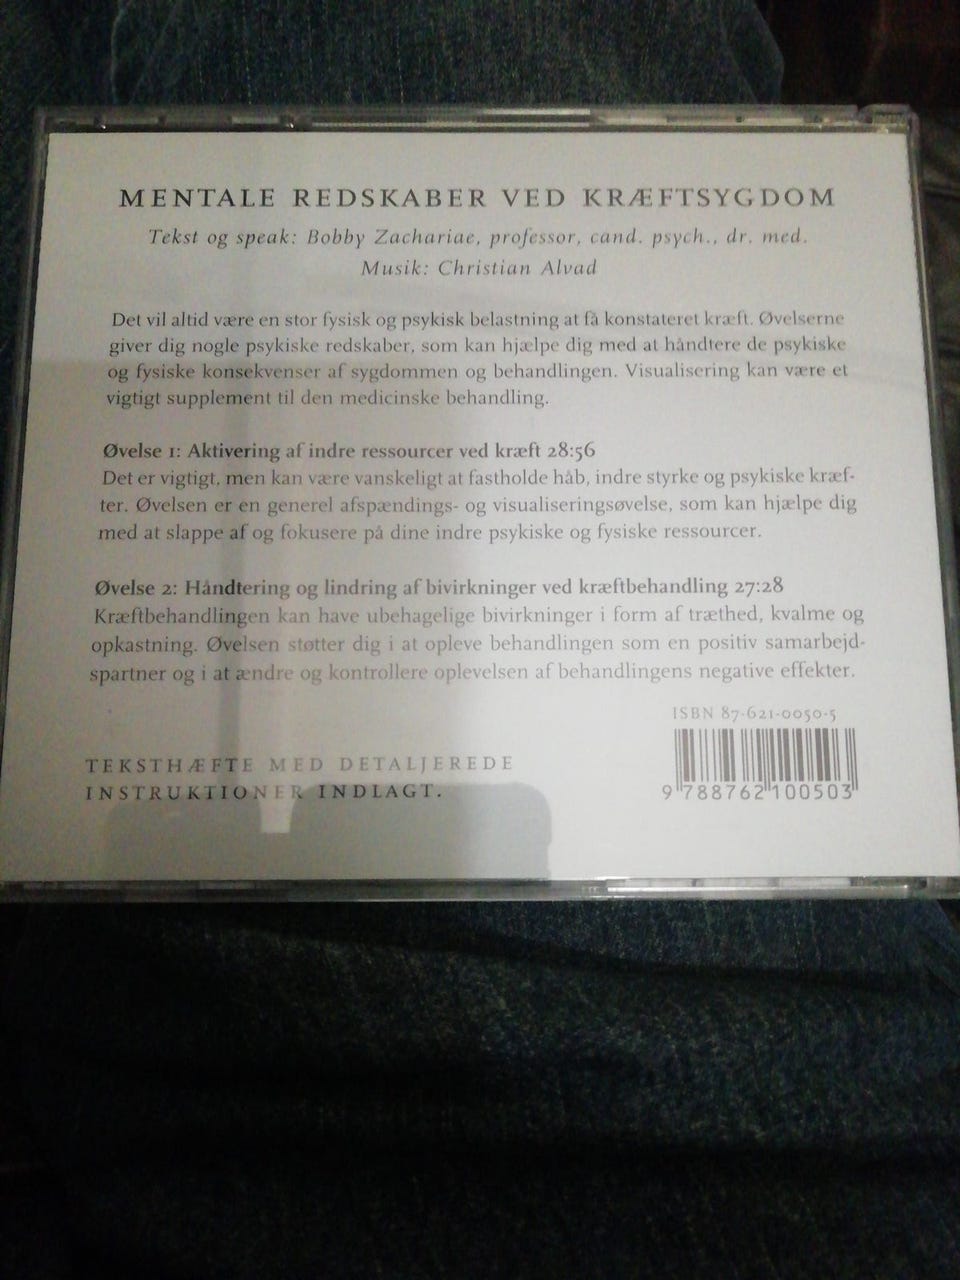 MENTALE REDSKABER VED KRÆFTSYGDOM
Tekst og speak: Bobby Zachariae, professor, cand. psych., dr. med.
Musik: Christian Alvad
Det vil altid være en stor fysisk og psykisk belastning at få konstateret kræft. Øvelserne
giver dig nogle psykiske redskaber, som kan hjælpe dig med at håndtere de psykiske
og fysiske konsekvenser af sygdommen og behandlingen. Visualisering kan være et
vigtigt supplement til den medicinske behandling.
Øvelse 1: Aktivering af indre ressourcer ved kræft 28:56
Det er vigtigt, men kan være vanskeligt at fastholde håb, indre styrke og psykiske kræf-
ter. Øvelsen er en generel afspændings- og visualiseringsøvelse, som kan hjælpe dig
med at slappe af og fokusere på dine indre psykiske og fysiske ressourcer.
Øvelse 2: Håndtering og lindring af bivirkninger ved kræftbehandling 27:28
Kræftbehandlingen kan have ubehagelige bivirkninger i form af træthed, kvalme og
opkastning. Øvelsen støtter dig i at opleve behandlingen som en positiv samarbejd-
spartner og i at ændre og kontrollere oplevelsen af behandlingens negative effekter.
ISBN 87-621-0050-5
TEKSTHÆFTE MED DETALJEREDE
INSTRUKTIONER INDLAGT.
9 788762 100503